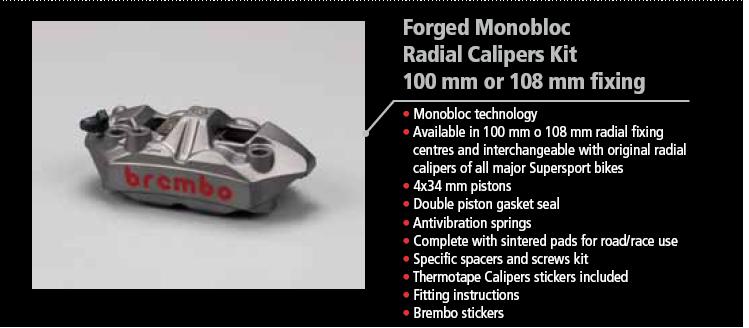 Forged Monobloc
Radial Calipers Kit
100 mm or 108 mm fixing
• Monobloc technology
• Available in 100 mm o 108 mm radial fixing
centres and interchangeable with original radial
calipers of all major Supersport bikes
• 4x34 mm pistons
• Double piston gasket seal
• Antivibration springs
• Complete with sintered pads for road/race use
• Specific spacers and screws kit
• Thermotape Calipers stickers included
• Fitting instructions
• Brembo stickers
brembo